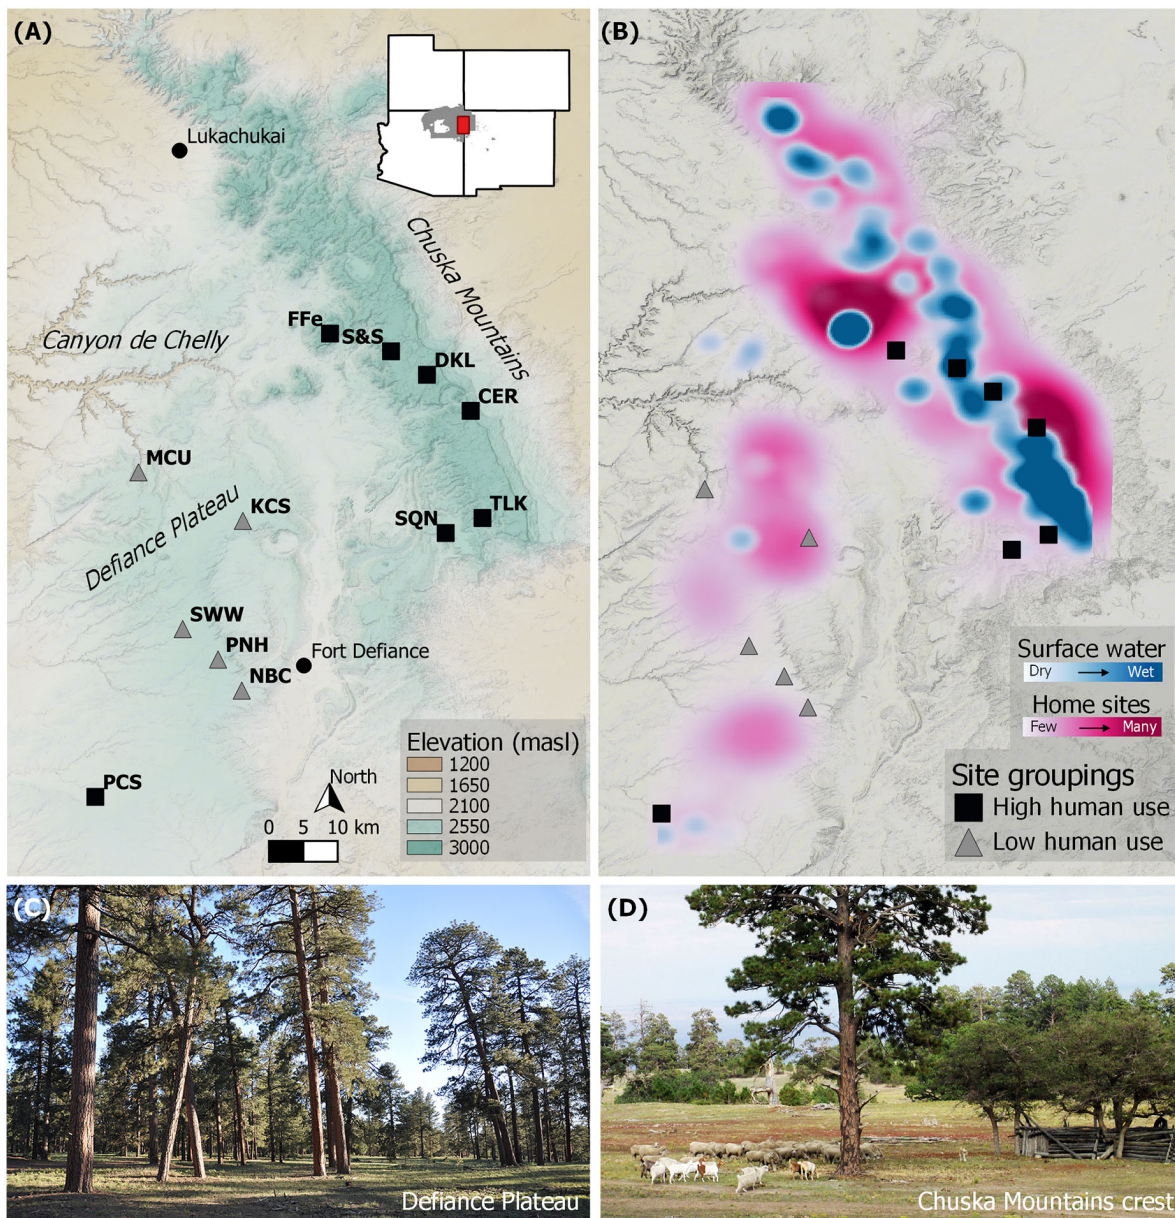 (A)
Lukachukai
Chuska Mountains
FFe
S&S
Canyon de Chelly
DKL
CER
MCU
KCS
TLK
SQN
Defiance Plateau
SWW
PNH
Fort Defiance
NBC
PCS
North
0 5 10 km
Elevation (masl)
1200
1650
2100
2550
3000
(B)
Surface water
Dry → Wet
Home sites
Few → Many
Site groupings
High human use
Low human use
(C)
Defiance Plateau
(D)
Chuska Mountains crest